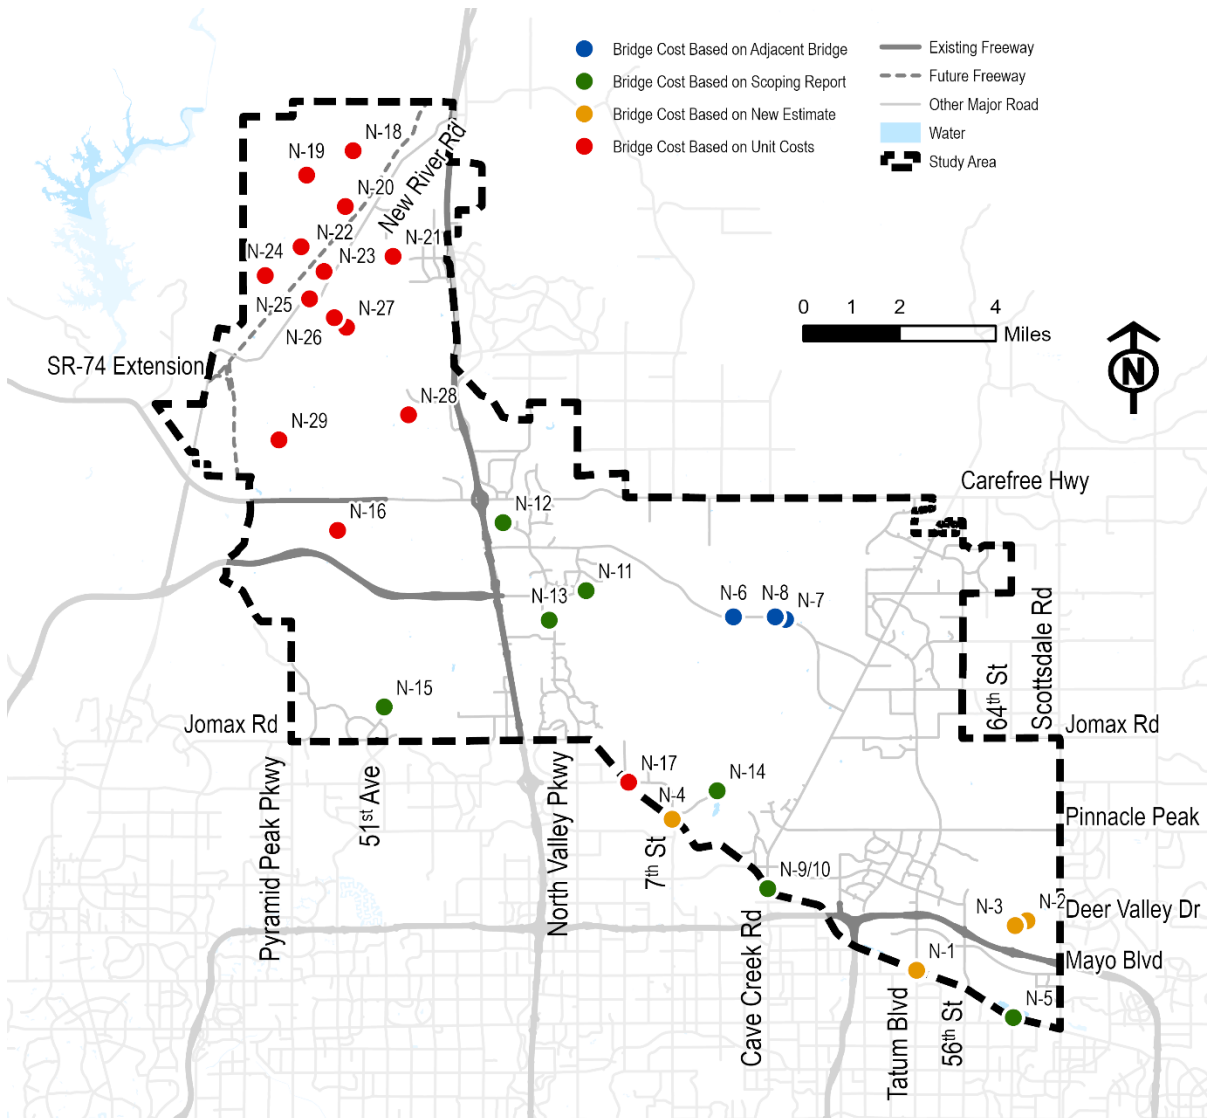 Bridge Cost Based on Adjacent Bridge
Bridge Cost Based on Scoping Report
Bridge Cost Based on New Estimate
Bridge Cost Based on Unit Costs
Existing Freeway
Future Freeway
Other Major Road
Water
Study Area
N-18
N-19
N-20
New River Rd
N-22
N-21
N-24
N-23
N-25
N-27
N-26
0 1 2 4
Miles
N
SR-74 Extension
N-28
N-29
Carefree Hwy
N-12
N-16
N-11
N-13
N-6
N-8
N-7
64th St
Scottsdale Rd
N-15
Jomax Rd
Jomax Rd
Pyramid Peak Pkwy
51st Ave
North Valley Pkwy
N-17
N-14
N-4
7th St
Pinnacle Peak
N-9/10
N-2
N-3
Deer Valley Dr
Cave Creek Rd
N-1
Mayo Blvd
Tatum Blvd
56th St
N-5